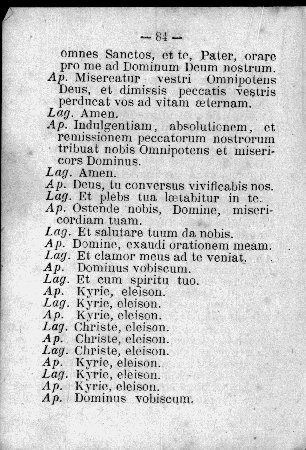 — 84 —
omnes Sanctos, et te, Pater, orare
pro me ad Dominum Deum nostrum.
Ap. Misereatur vestri Omnipotens
Deus, et dimissis peccatis vestris
perducat vos ad vitam æternam.
Lag. Amen.
Ap. Indulgentiam, absolutionem, et
remissionem peccatorum nostrorum
tribuat nobis Omnipotens et miseri
cors Dominus.
Lag. Amen.
Ap. Deus, tu conversus vivificabis nos.
Lag. Et plebs tua lætabitur in te.
Ap. Ostende nobis, Domine, miseri-
cordiam tuam.
Lag. Et salutare tuum da nobis.
Ap. Domine, exaudi orationem meam.
Lag. Et clamor meus ad te veniat.
Ap. Dominus vobiscum.
Lag. Et cum spiritu tuo.
Ap. Kyrie, eleison.
Lag. Kyrie, eleison.
Ap. Kyrie, eleison.
Lag. Christe, eleison.
Ap. Christe, eleison.
Lag. Christe, eleison.
Ap. Kyrie, eleison.
Lag. Kyrie, eleison.
Ap. Kyrie, eleison.
Ap. Dominus vobiscum.